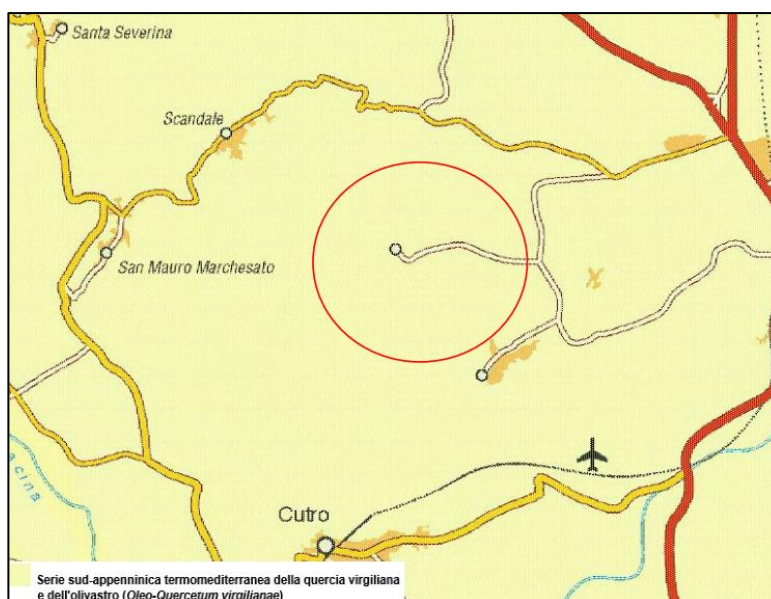 Santa Severina
Scandale
San Mauro Marchesato
acina
Cutro
Serie sud-appenninica termomediterranea della quercia virgiliana
e dell'olivastro (Oleo-Quercetum virgilianae)